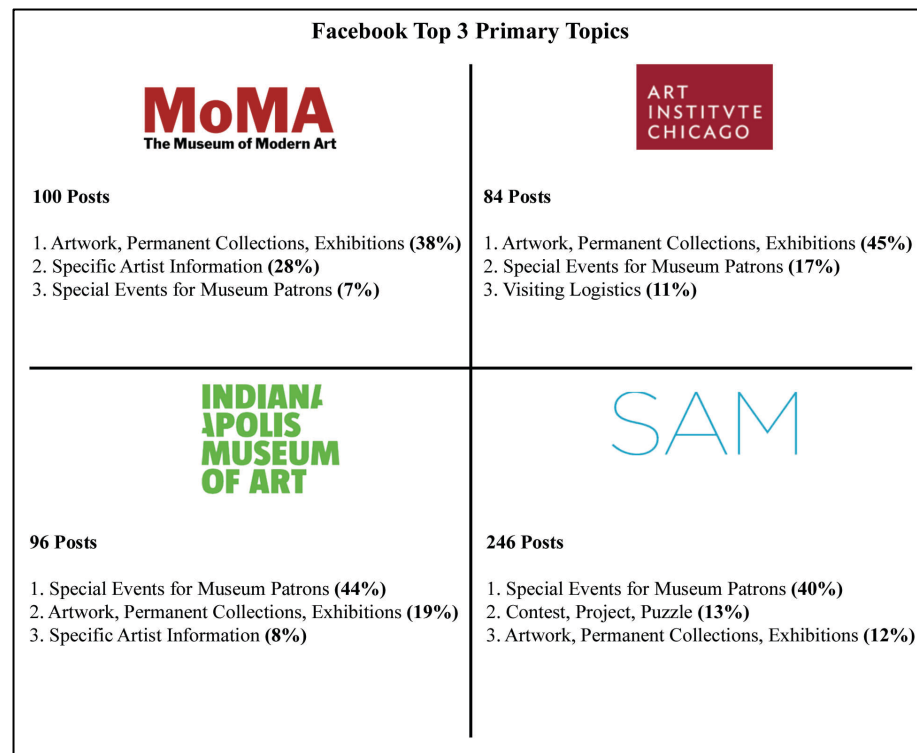 Facebook Top 3 Primary Topics
MoMA
The Museum of Modern Art
100 Posts
1. Artwork, Permanent Collections, Exhibitions (38%)
2. Specific Artist Information (28%)
3. Special Events for Museum Patrons (7%)
ART
INSTITVTE
CHICAGO
84 Posts
1. Artwork, Permanent Collections, Exhibitions (45%)
2. Special Events for Museum Patrons (17%)
3. Visiting Logistics (11%)
INDIANA
APOLIS
MUSEUM
OF ART
96 Posts
1. Special Events for Museum Patrons (44%)
2. Artwork, Permanent Collections, Exhibitions (19%)
3. Specific Artist Information (8%)
SAM
246 Posts
1. Special Events for Museum Patrons (40%)
2. Contest, Project, Puzzle (13%)
3. Artwork, Permanent Collections, Exhibitions (12%)